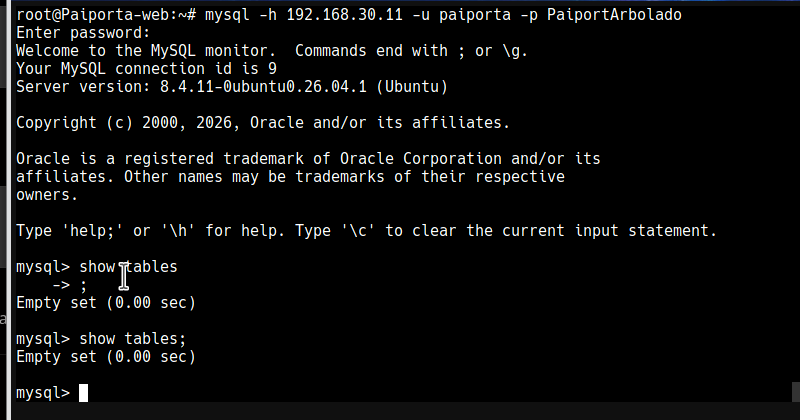 root@Paiporta-web:~# mysql -h 192.168.30.11 -u paiporta -p PaiportArbolado
Enter password:
Welcome to the MySQL monitor.  Commands end with ; or \g.
Your MySQL connection id is 9
Server version: 8.4.11-0ubuntu0.26.04.1 (Ubuntu)

Copyright (c) 2000, 2026, Oracle and/or its affiliates.

Oracle is a registered trademark of Oracle Corporation and/or its
affiliates. Other names may be trademarks of their respective
owners.

Type 'help;' or '\h' for help. Type '\c' to clear the current input statement.

mysql> show tables
    -> ;
Empty set (0.00 sec)

mysql> show tables;
Empty set (0.00 sec)

mysql>